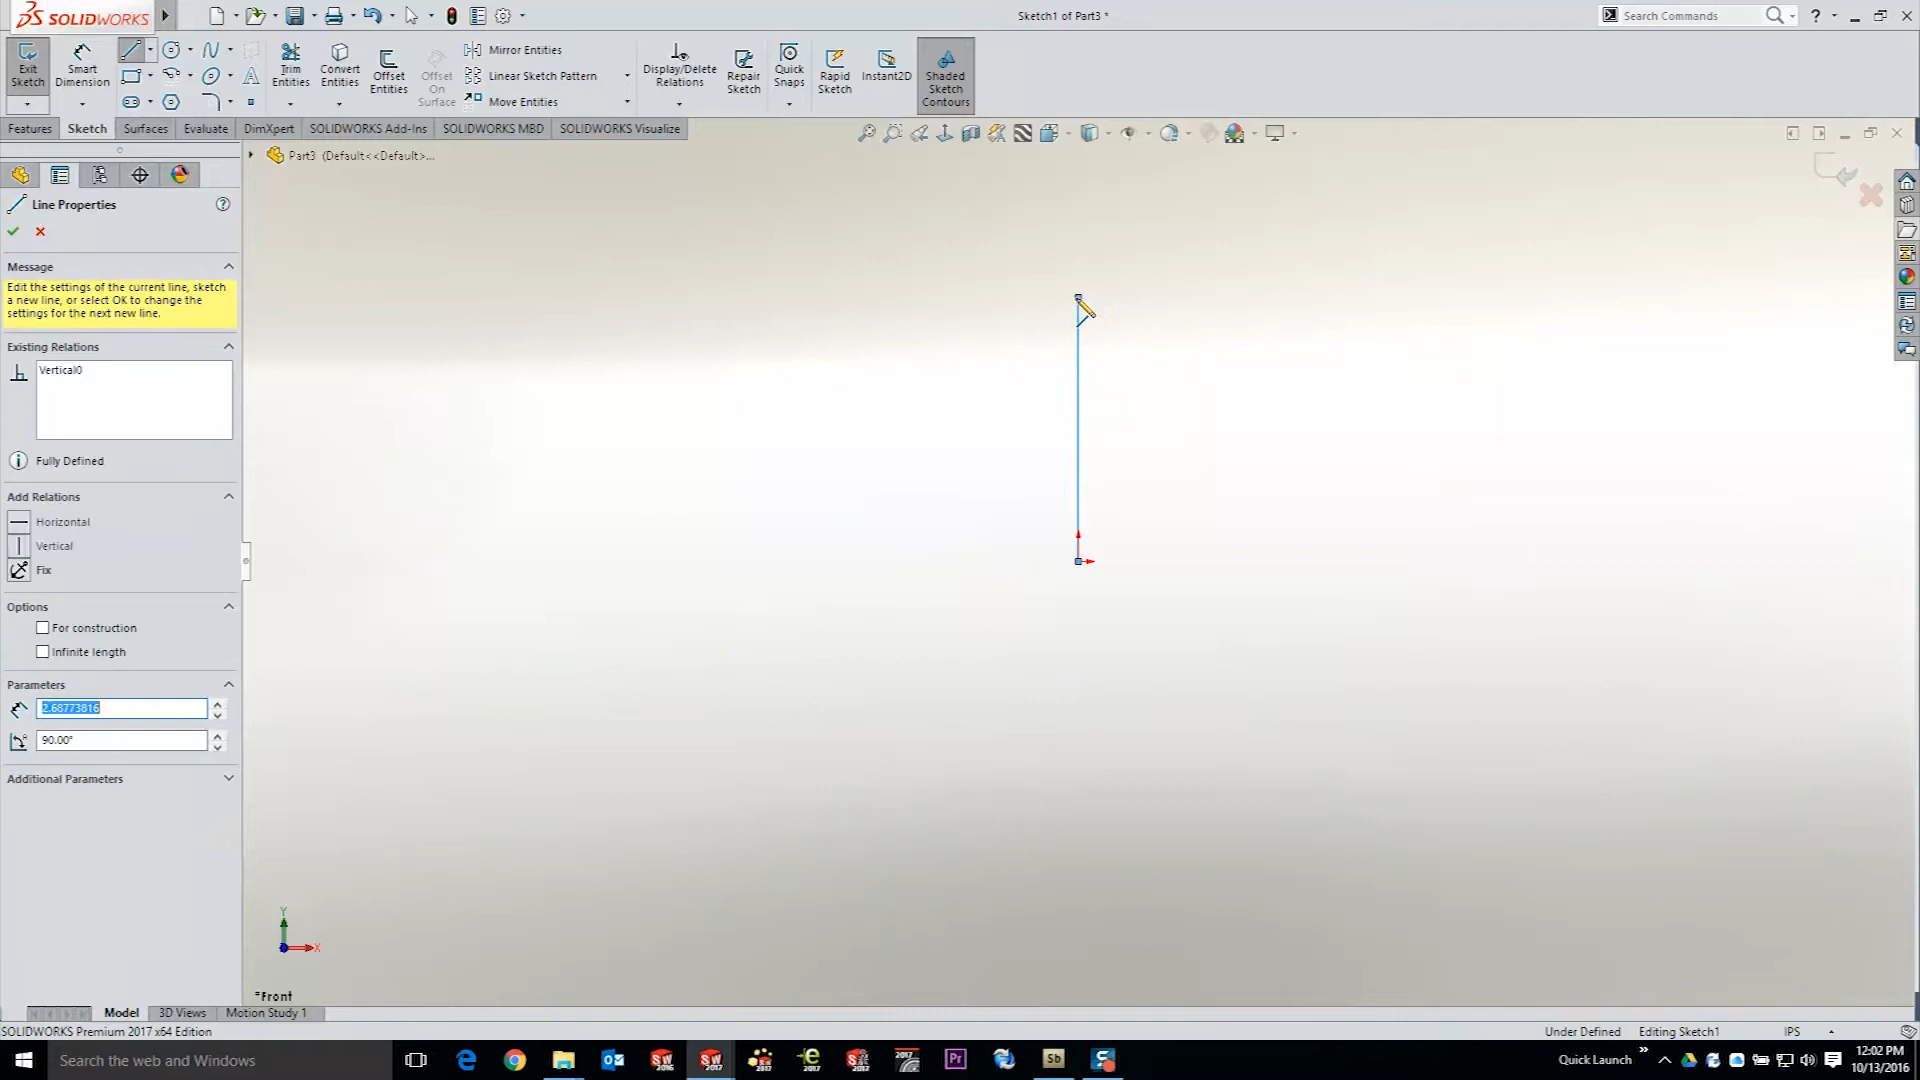 SOLIDWORKS
Sketch1 of Part3 *
Search Commands
Exit Sketch
Smart Dimension
Trim Entities
Convert Entities
Offset Entities
Offset On Surface
Mirror Entities
Linear Sketch Pattern
Move Entities
Display/Delete Relations
Repair Sketch
Quick Snaps
Rapid Sketch
Instant2D
Shaded Sketch Contours
Features
Sketch
Surfaces
Evaluate
DimXpert
SOLIDWORKS Add-Ins
SOLIDWORKS MBD
SOLIDWORKS Visualize
Part3 (Default<<Default>...
Line Properties
Message
Edit the settings of the current line, sketch
a new line, or select OK to change the
settings for the next new line.
Existing Relations
Vertical0
Fully Defined
Add Relations
Horizontal
Vertical
Fix
Options
For construction
Infinite length
Parameters
2.68773816
90.00°
Additional Parameters
Y
X
*Front
Model
3D Views
Motion Study 1
SOLIDWORKS Premium 2017 x64 Edition
Under Defined
Editing Sketch1
IPS
Search the web and Windows
Quick Launch
12:02 PM
10/13/2016